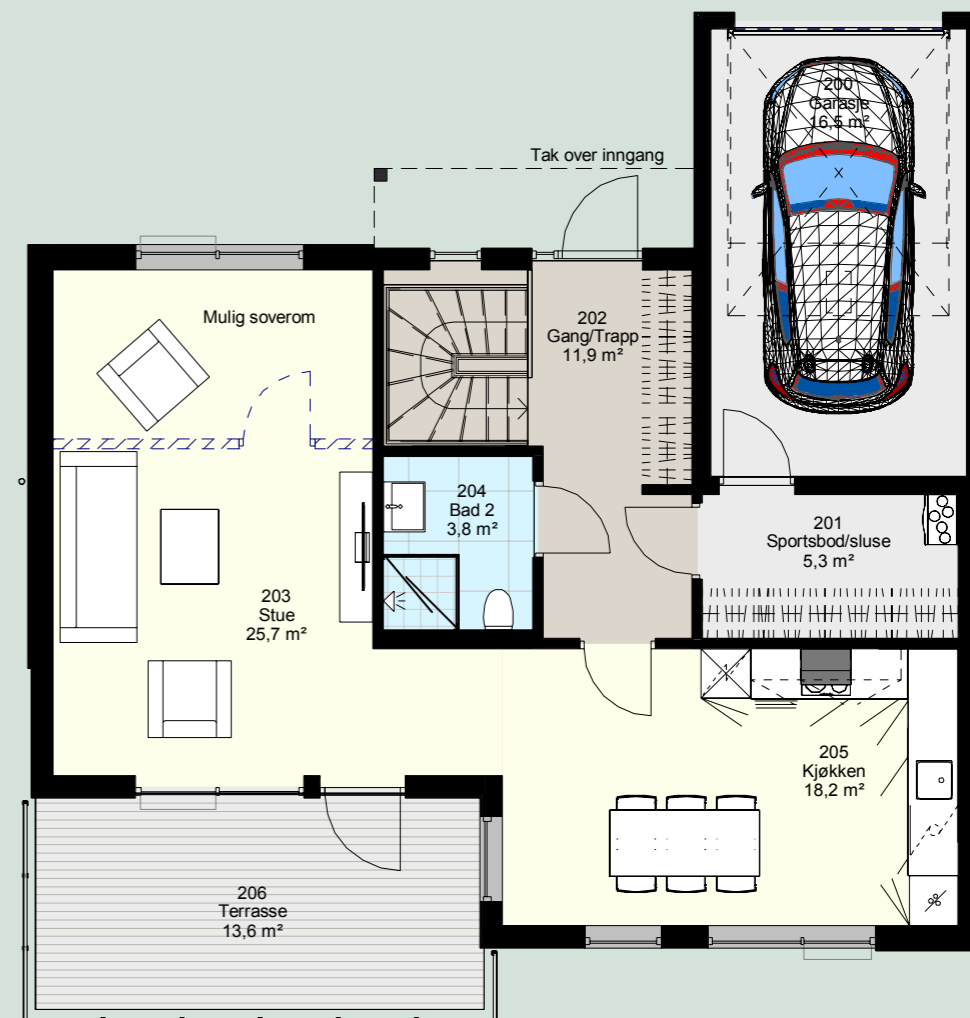 200
Garasje
16,5 m²
Tak over inngang
Mulig soverom
202
Gang/Trapp
11,9 m²
204
Bad 2
3,8 m²
201
Sportsbod/sluse
5,3 m²
203
Stue
25,7 m²
205
Kjøkken
18,2 m²
206
Terrasse
13,6 m²